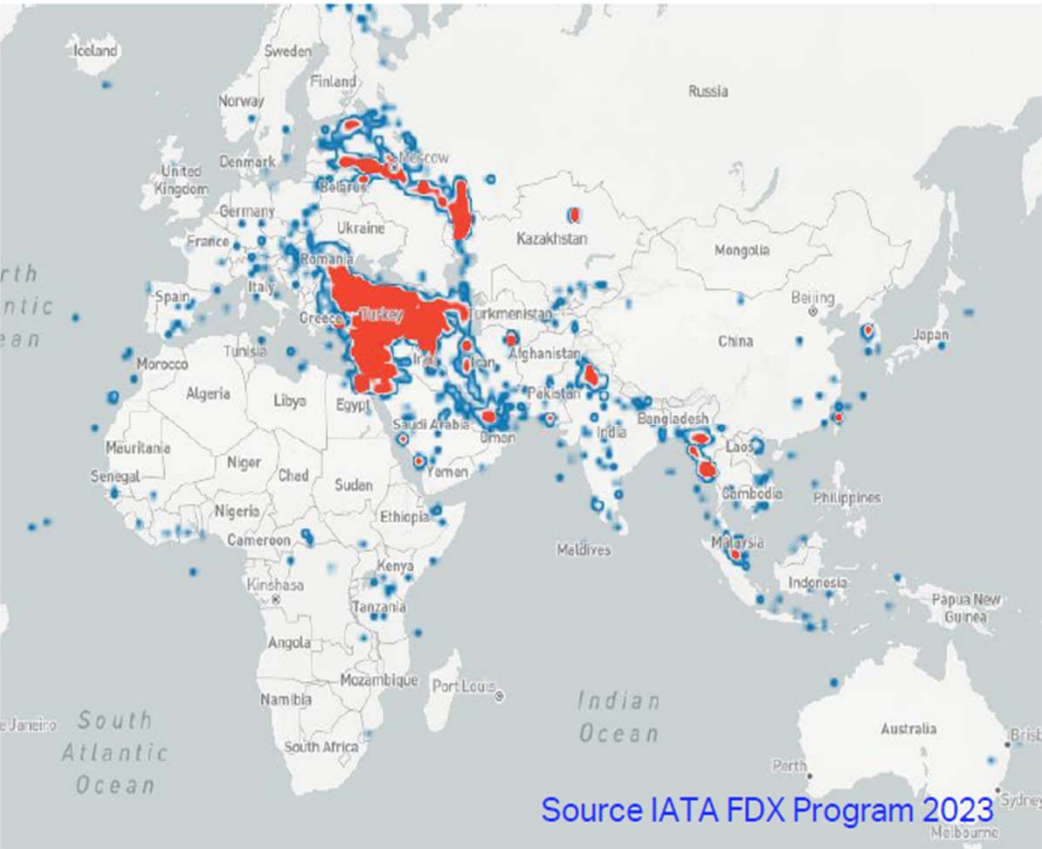 Iceland
Sweden
Finland
Russia
Norway
Moscow
Denmark
United
Kingdom
Belarus
Germany
Ukraine
Kazakhstan
France
Mongolia
Romania
rth
Italy
Spain
Beijing
ntic
Turkey
Turkmenistan
Greece
ean
Japan
China
Tunisia
Iraq
Iran
Afghanistan
Morocco
Algeria
Libya
Egypt
Pakistan
Saudi Arabia
Bangladesh
Oman
India
Mauritania
Laos
Niger
Yemen
Senegal
Chad
Sudan
Cambodia
Philippines
Nigeria
Ethiopia
Cameroon
Malaysia
Maldives
Kenya
Kinshasa
Indonesia
Tanzania
Papua New
Guinea
Angola
Mozambique
Port Louis
Namibia
Indian
Ocean
e Janeiro
South
Atlantic
Ocean
South Africa
Australia
Brisb
Perth
Source IATA FDX Program 2023
Sydney
Melbourne